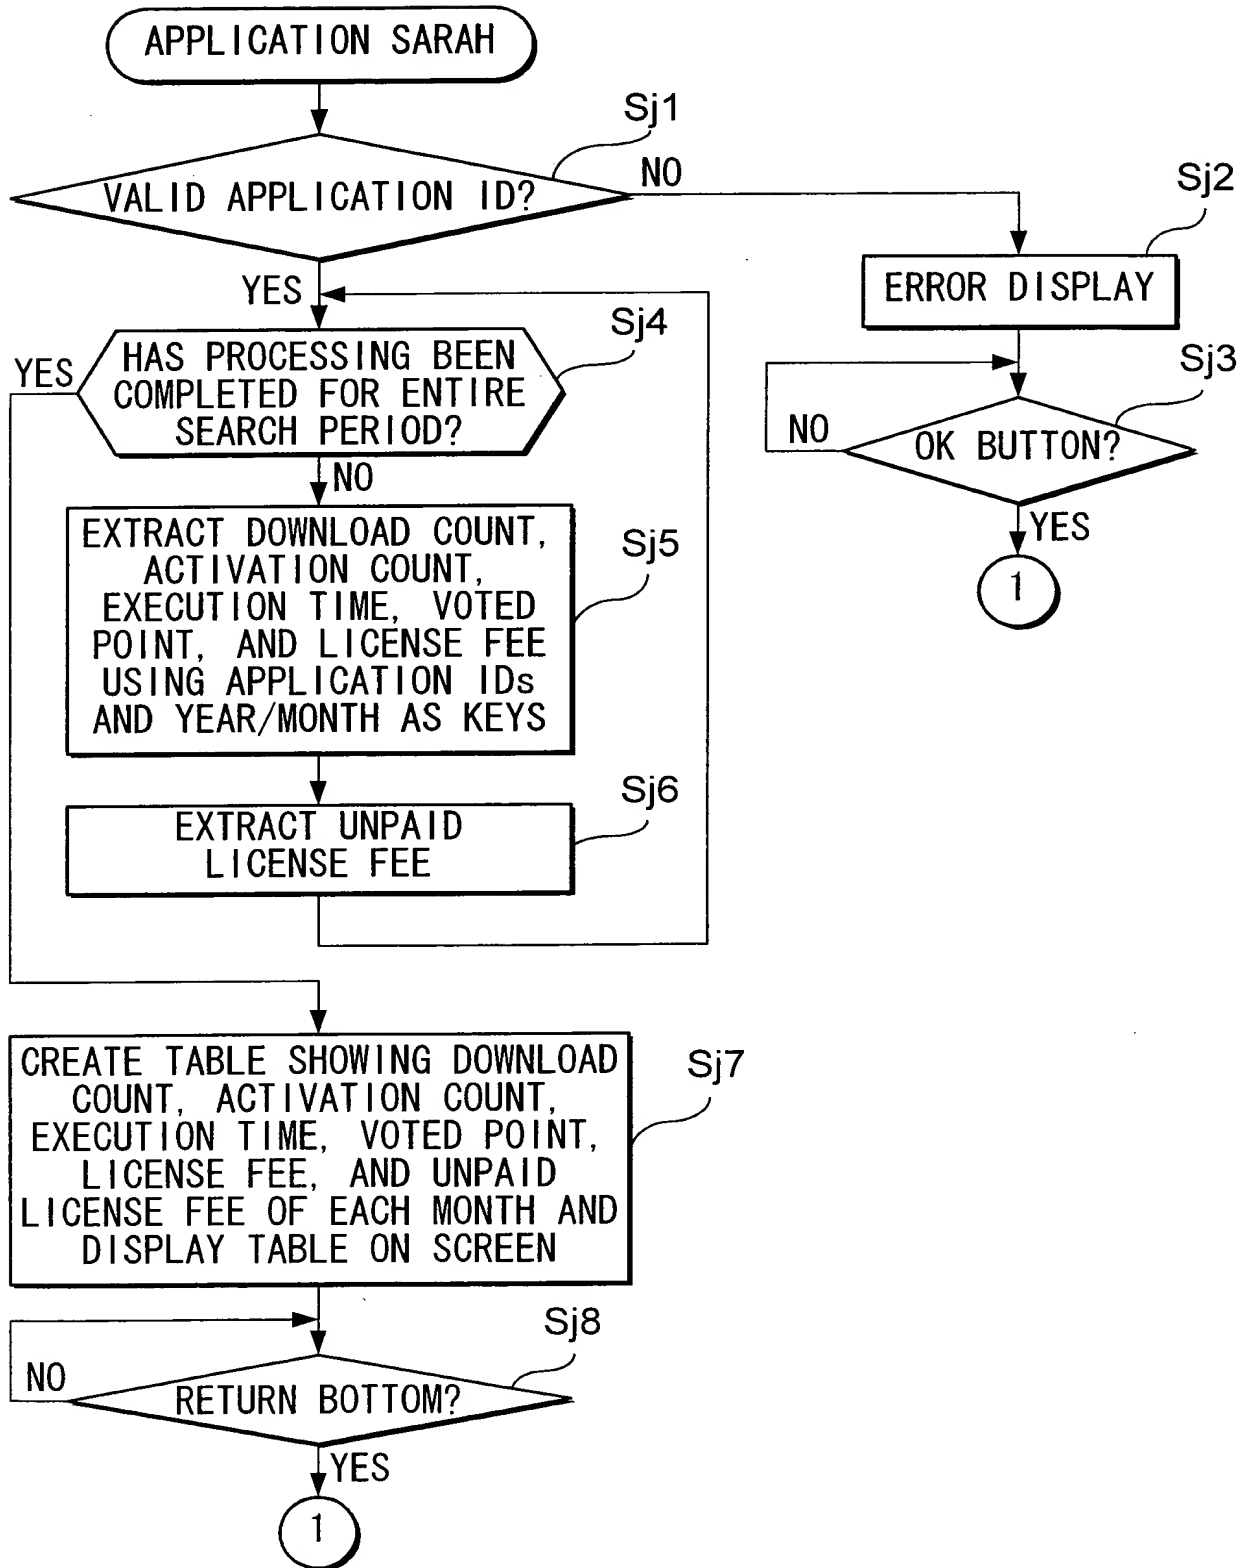 APPLICATION SARAH
Sj1
VALID APPLICATION ID?
NO
Sj2
YES
ERROR DISPLAY
Sj4
YES
HAS PROCESSING BEEN
COMPLETED FOR ENTIRE
SEARCH PERIOD?
Sj3
NO
OK BUTTON?
NO
YES
1
EXTRACT DOWNLOAD COUNT,
ACTIVATION COUNT,
EXECUTION TIME, VOTED
POINT, AND LICENSE FEE
USING APPLICATION IDs
AND YEAR/MONTH AS KEYS
Sj5
Sj6
EXTRACT UNPAID
LICENSE FEE
CREATE TABLE SHOWING DOWNLOAD
COUNT, ACTIVATION COUNT,
EXECUTION TIME, VOTED POINT,
LICENSE FEE, AND UNPAID
LICENSE FEE OF EACH MONTH AND
DISPLAY TABLE ON SCREEN
Sj7
Sj8
NO
RETURN BOTTOM?
YES
1